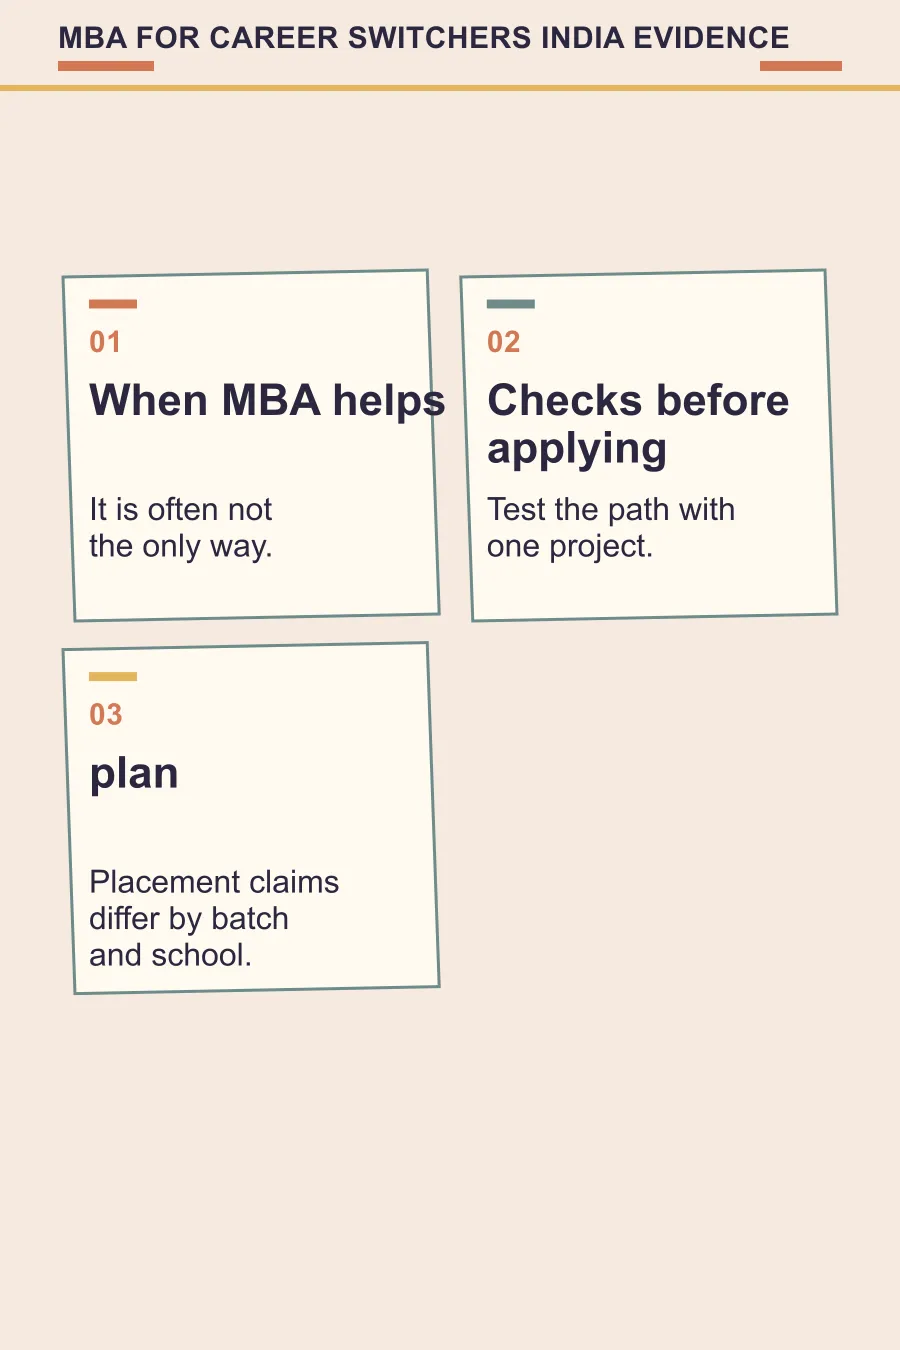 MBA FOR CAREER SWITCHERS INDIA EVIDENCE
01
When MBA helps
It is often not
the only way.
02
Checks before
applying
Test the path with
one project.
03
plan
Placement claims
differ by batch
and school.